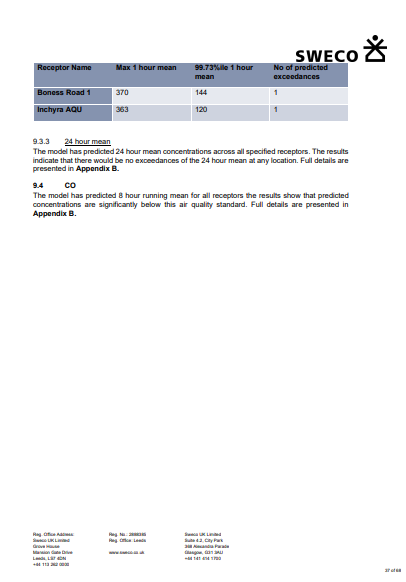 SWECO
Receptor Name Max 1 hour mean 99.73%ile 1 hour mean No of predicted exceedances
Boness Road 1 370 144 1
Inchyra AQU 363 120 1
9.3.3 24 hour mean
The model has predicted 24 hour mean concentrations across all specified receptors. The results
indicate that there would be no exceedances of the 24 hour mean at any location. Full details are
presented in Appendix B.
9.4 CO
The model has predicted 8 hour running mean for all receptors the results show that predicted
concentrations are significantly below this air quality standard. Full details are presented in
Appendix B.
Reg. Office Address:
Sweco UK Limited
Grove House
Mansion Gate Drive
Leeds, LS7 4DN
+44 113 262 0000
Reg. No.: 2888385
Reg. Office: Leeds
www.sweco.co.uk
Sweco UK Limited
Suite 4.2, City Park
368 Alexandra Parade
Glasgow, G31 3AU
+44 141 414 1700
37 of 68